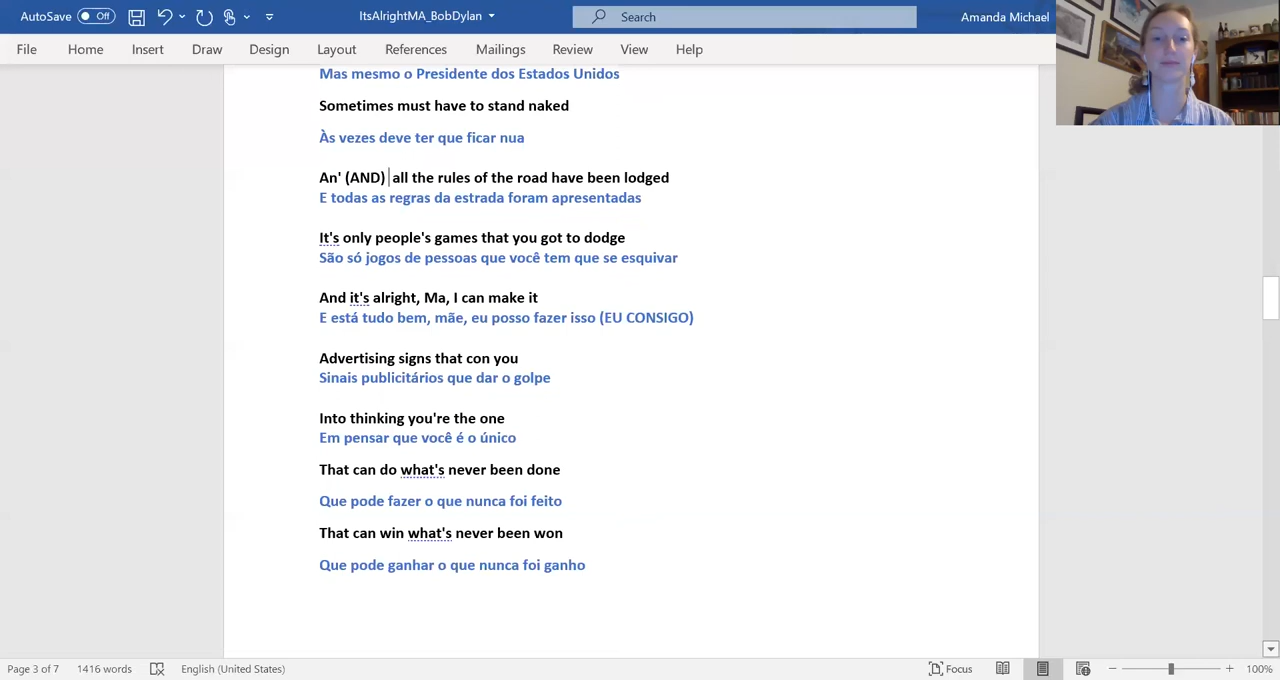 AutoSave Off ItsAlrightMA_BobDylan Search Amanda Michael
File Home Insert Draw Design Layout References Mailings Review View Help
Mas mesmo o Presidente dos Estados Unidos
Sometimes must have to stand naked
Às vezes deve ter que ficar nua
An' (AND) all the rules of the road have been lodged
E todas as regras da estrada foram apresentadas
It's only people's games that you got to dodge
São só jogos de pessoas que você tem que se esquivar
And it's alright, Ma, I can make it
E está tudo bem, mãe, eu posso fazer isso (EU CONSIGO)
Advertising signs that con you
Sinais publicitários que dar o golpe
Into thinking you're the one
Em pensar que você é o único
That can do what's never been done
Que pode fazer o que nunca foi feito
That can win what's never been won
Que pode ganhar o que nunca foi ganho
Page 3 of 7 1416 words English (United States) Focus 100%